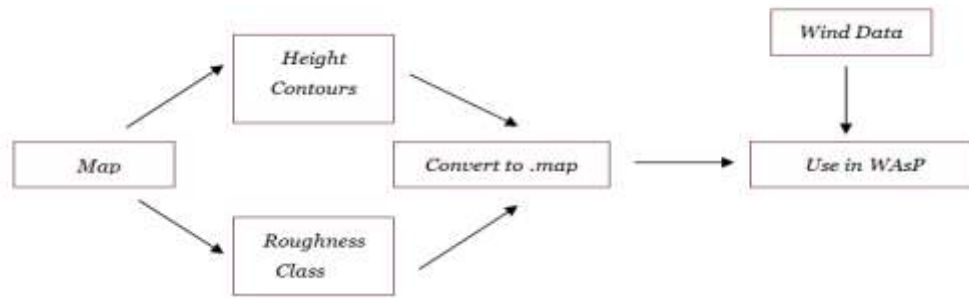 Map
Height
Contours
Roughness
Class
Convert to .map
Wind Data
Use in WAsP